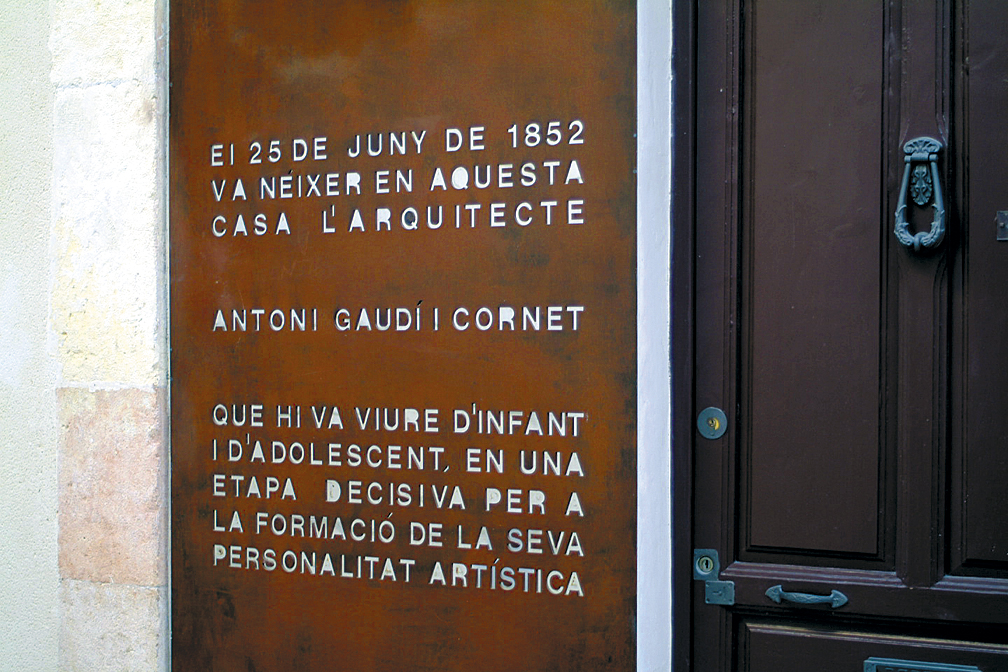 El 25 DE JUNY DE 1852
VA NÉIXER EN AQUESTA
CASA L'ARQUITECTE
ANTONI GAUDÍ I CORNET
QUE HI VA VIURE D'INFANT
I D'ADOLESCENT, EN UNA
ETAPA DECISIVA PER A
LA FORMACIÓ DE LA SEVA
PERSONALITAT ARTÍSTICA